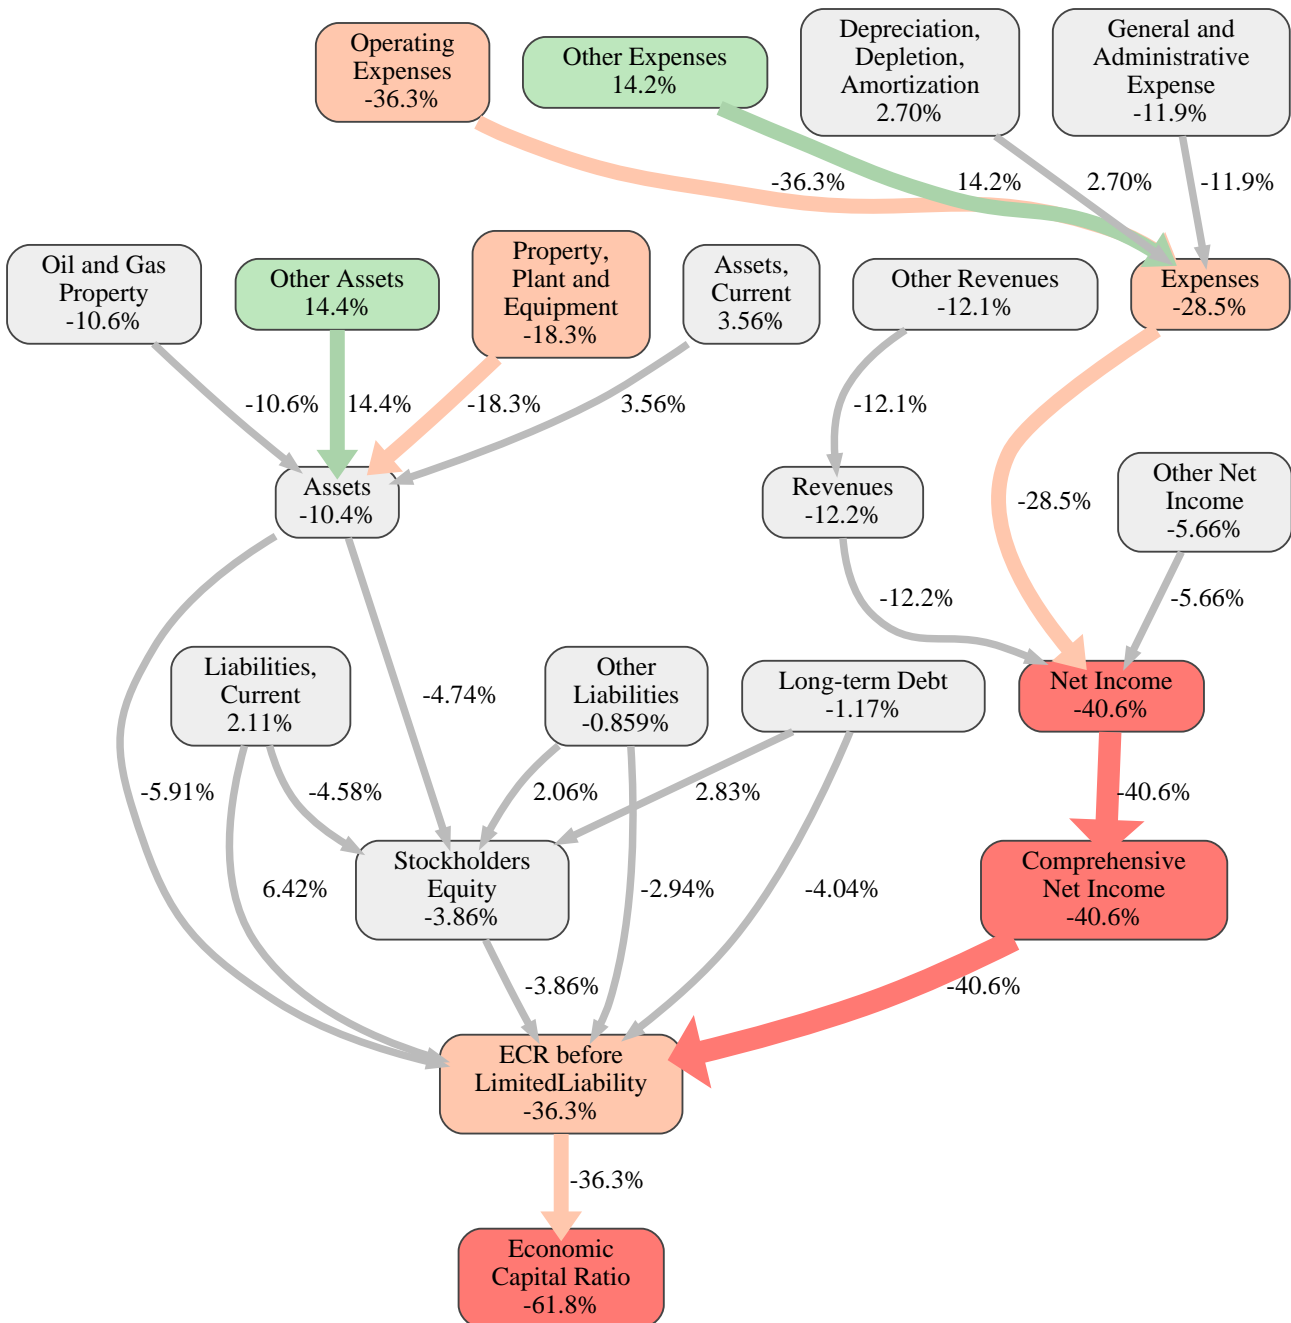 Operating
Expenses
-36.3%
Other Expenses
14.2%
Depreciation,
Depletion,
Amortization
2.70%
General and
Administrative
Expense
-11.9%
-36.3%
14.2%
2.70%
-11.9%
Oil and Gas
Property
-10.6%
Other Assets
14.4%
Property,
Plant and
Equipment
-18.3%
Assets,
Current
3.56%
Other Revenues
-12.1%
Expenses
-28.5%
-10.6%
14.4%
-18.3%
3.56%
-12.1%
Assets
-10.4%
Revenues
-12.2%
-28.5%
Other Net
Income
-5.66%
-12.2%
-5.66%
Liabilities,
Current
2.11%
-4.74%
Other
Liabilities
-0.859%
Long-term Debt
-1.17%
Net Income
-40.6%
-5.91%
-4.58%
2.06%
2.83%
-40.6%
6.42%
Stockholders
Equity
-3.86%
-2.94%
-4.04%
Comprehensive
Net Income
-40.6%
-3.86%
-40.6%
ECR before
LimitedLiability
-36.3%
-36.3%
Economic
Capital Ratio
-61.8%